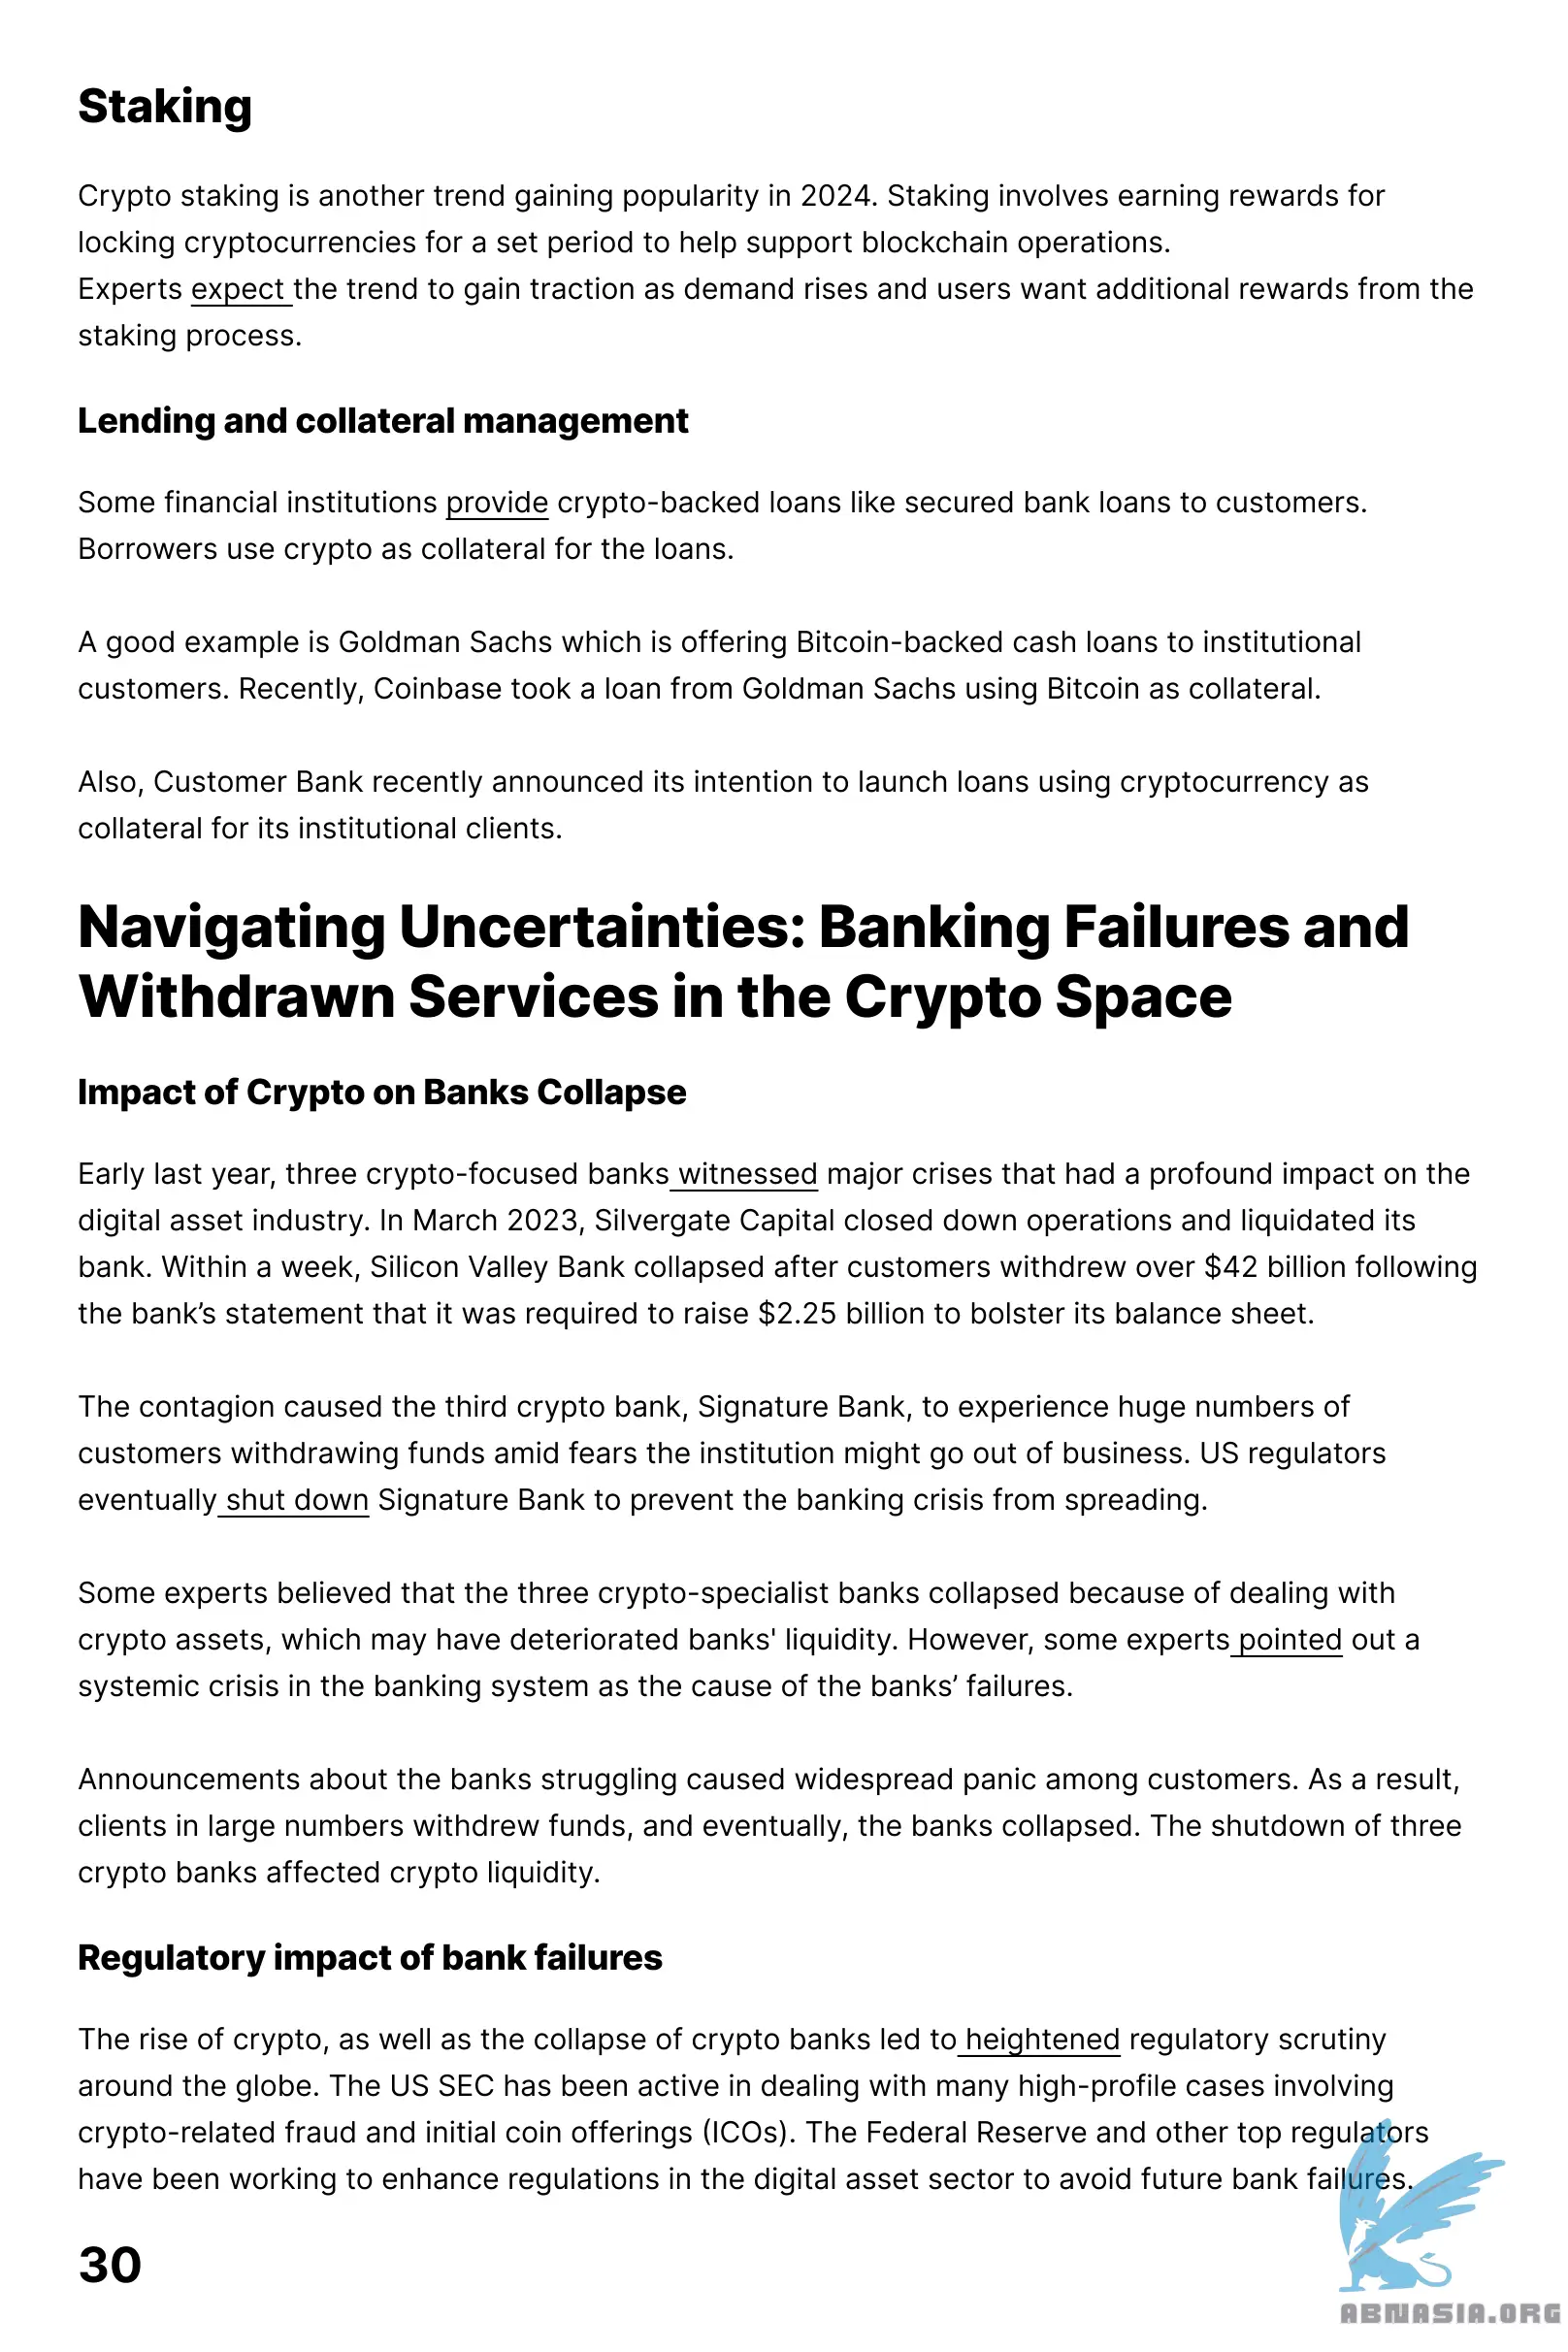 Staking
Crypto staking is another trend gaining popularity in 2024. Staking involves earning rewards for
locking cryptocurrencies for a set period to help support blockchain operations.
Experts expect the trend to gain traction as demand rises and users want additional rewards from the
staking process.
Lending and collateral management
Some financial institutions provide crypto-backed loans like secured bank loans to customers.
Borrowers use crypto as collateral for the loans.
A good example is Goldman Sachs which is offering Bitcoin-backed cash loans to institutional
customers. Recently, Coinbase took a loan from Goldman Sachs using Bitcoin as collateral.
Also, Customer Bank recently announced its intention to launch loans using cryptocurrency as
collateral for its institutional clients.
Navigating Uncertainties: Banking Failures and
Withdrawn Services in the Crypto Space
Impact of Crypto on Banks Collapse
Early last year, three crypto-focused banks witnessed major crises that had a profound impact on the
digital asset industry. In March 2023, Silvergate Capital closed down operations and liquidated its
bank. Within a week, Silicon Valley Bank collapsed after customers withdrew over $42 billion following
the bank’s statement that it was required to raise $2.25 billion to bolster its balance sheet.
The contagion caused the third crypto bank, Signature Bank, to experience huge numbers of
customers withdrawing funds amid fears the institution might go out of business. US regulators
eventually shut down Signature Bank to prevent the banking crisis from spreading.
Some experts believed that the three crypto-specialist banks collapsed because of dealing with
crypto assets, which may have deteriorated banks' liquidity. However, some experts pointed out a
systemic crisis in the banking system as the cause of the banks’ failures.
Announcements about the banks struggling caused widespread panic among customers. As a result,
clients in large numbers withdrew funds, and eventually, the banks collapsed. The shutdown of three
crypto banks affected crypto liquidity.
Regulatory impact of bank failures
The rise of crypto, as well as the collapse of crypto banks led to heightened regulatory scrutiny
around the globe. The US SEC has been active in dealing with many high-profile cases involving
crypto-related fraud and initial coin offerings (ICOs). The Federal Reserve and other top regulators
have been working to enhance regulations in the digital asset sector to avoid future bank failures.
30
ABNASIA.ORG